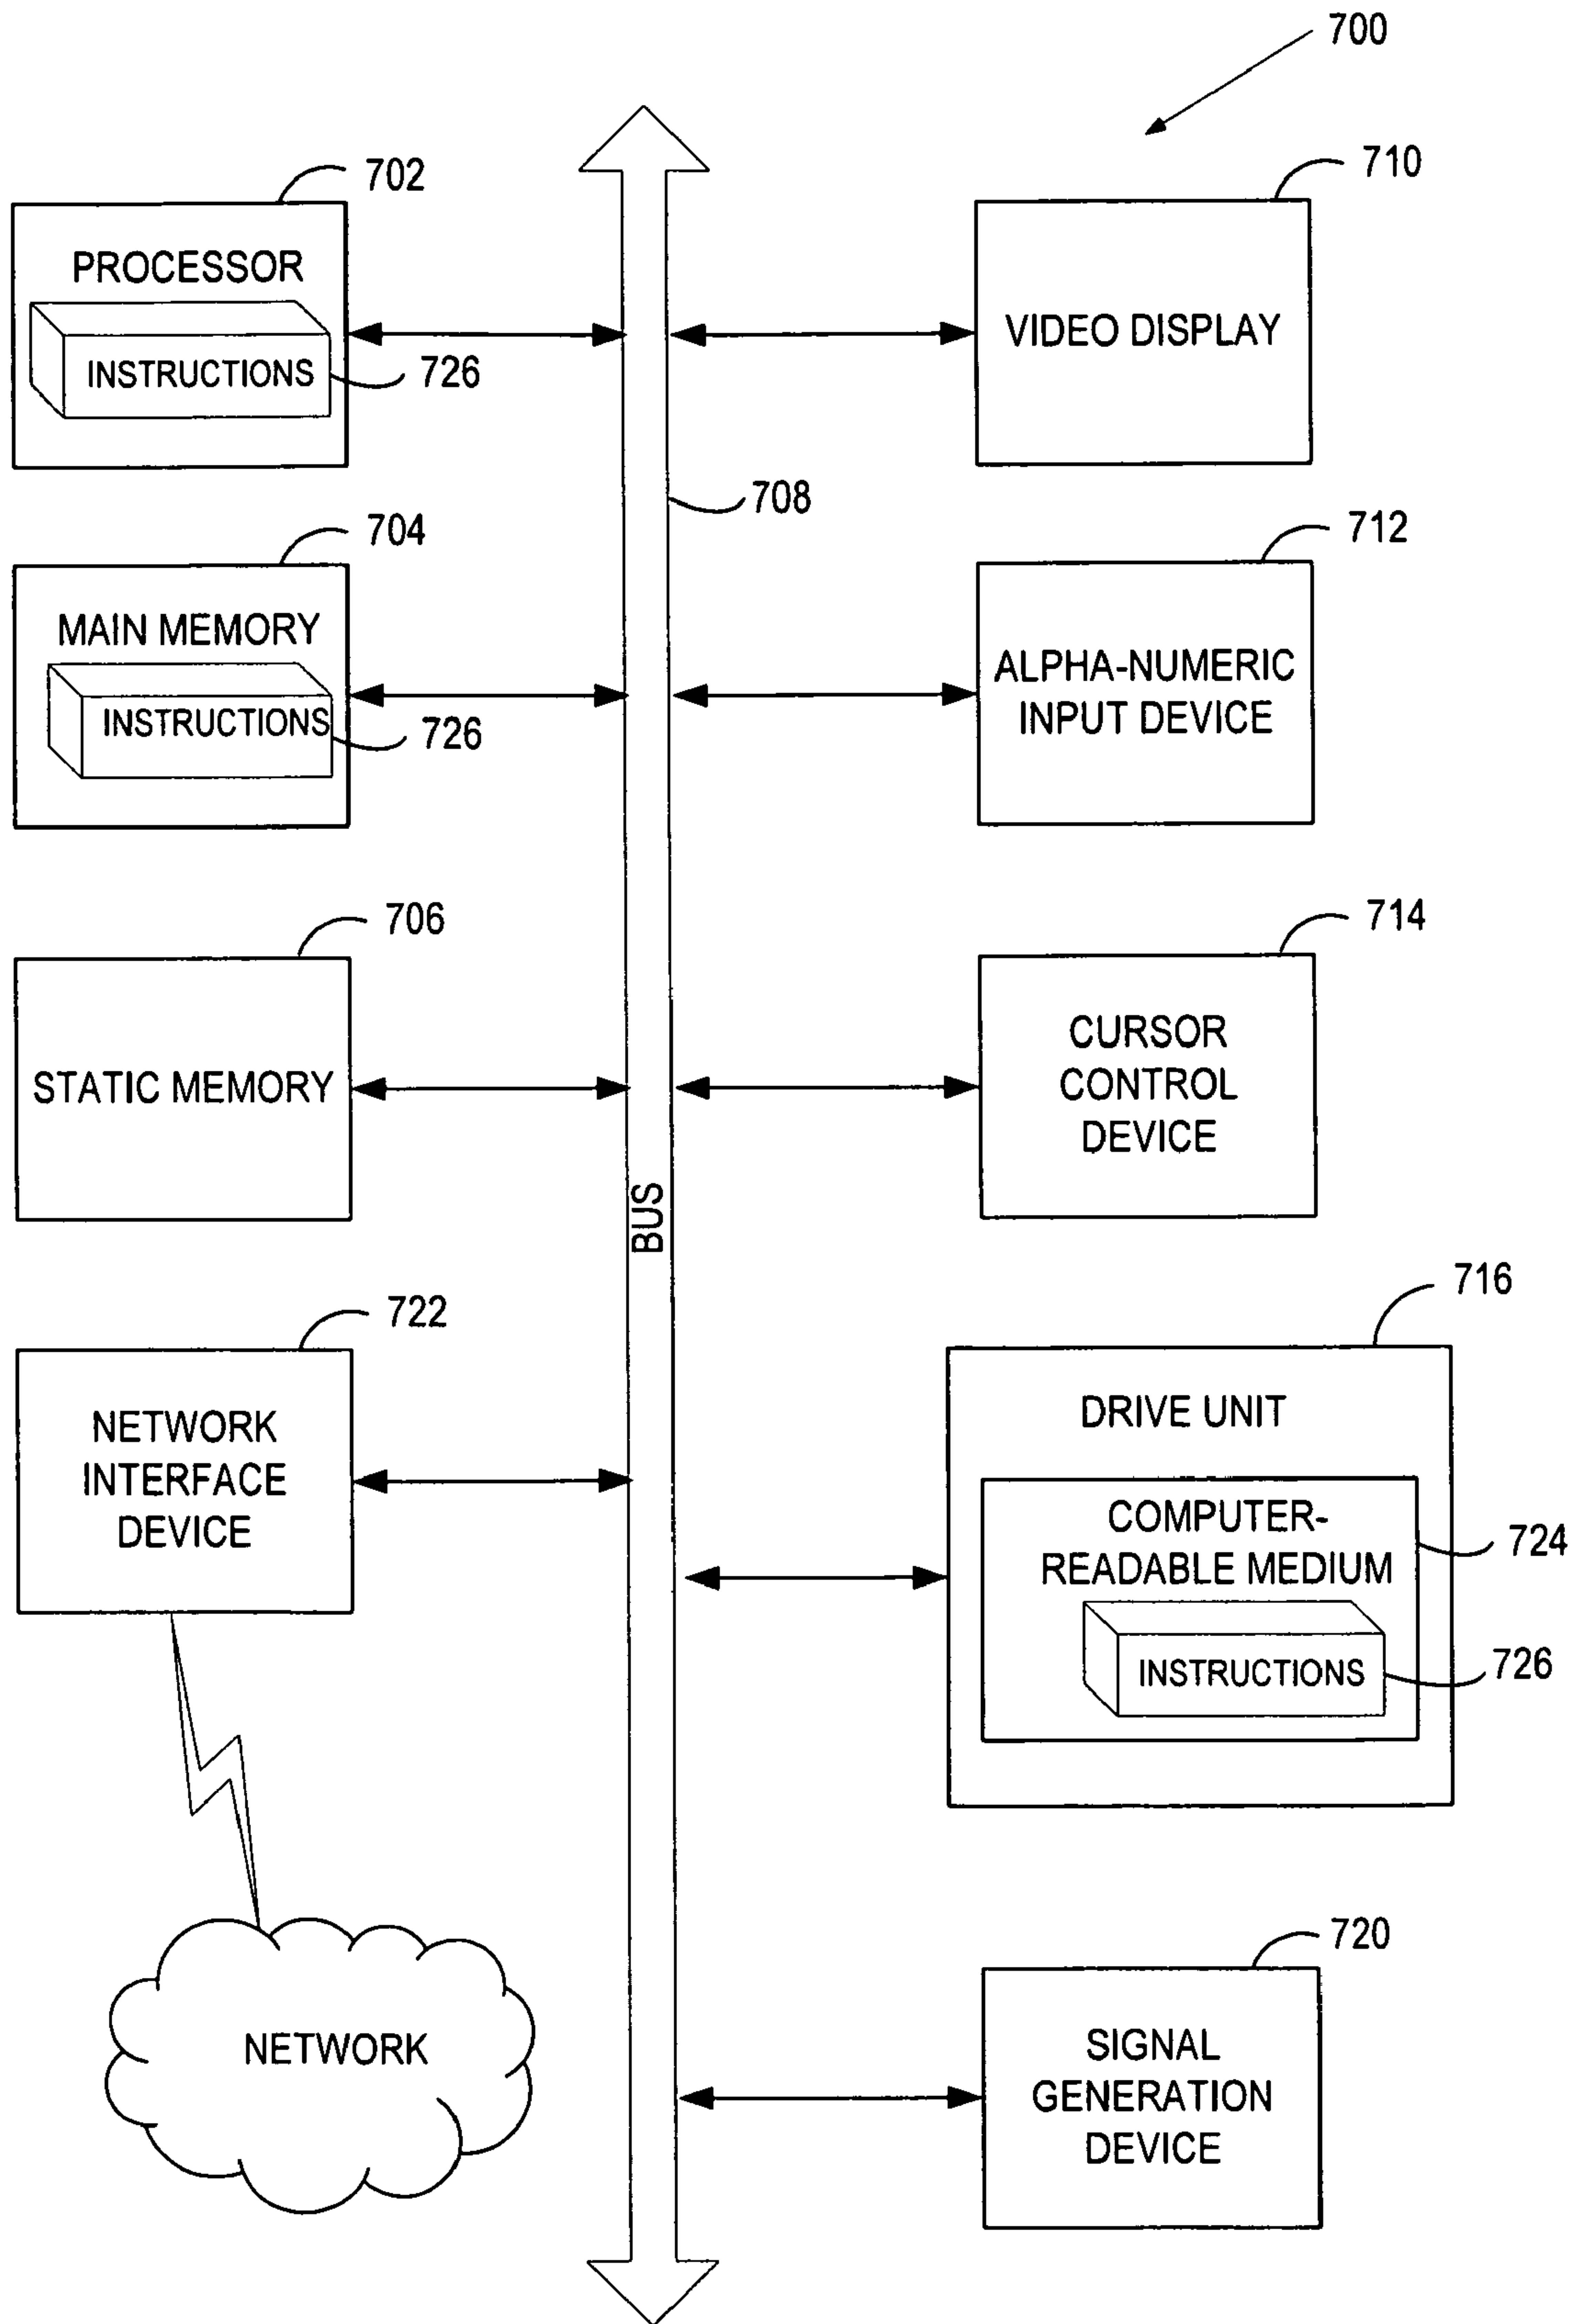 700
702
PROCESSOR
INSTRUCTIONS
726
710
VIDEO DISPLAY
708
704
MAIN MEMORY
INSTRUCTIONS
726
712
ALPHA-NUMERIC
INPUT DEVICE
706
STATIC MEMORY
714
CURSOR
CONTROL
DEVICE
BUS
722
NETWORK
INTERFACE
DEVICE
716
DRIVE UNIT
COMPUTER-
READABLE MEDIUM
724
INSTRUCTIONS
726
NETWORK
720
SIGNAL
GENERATION
DEVICE